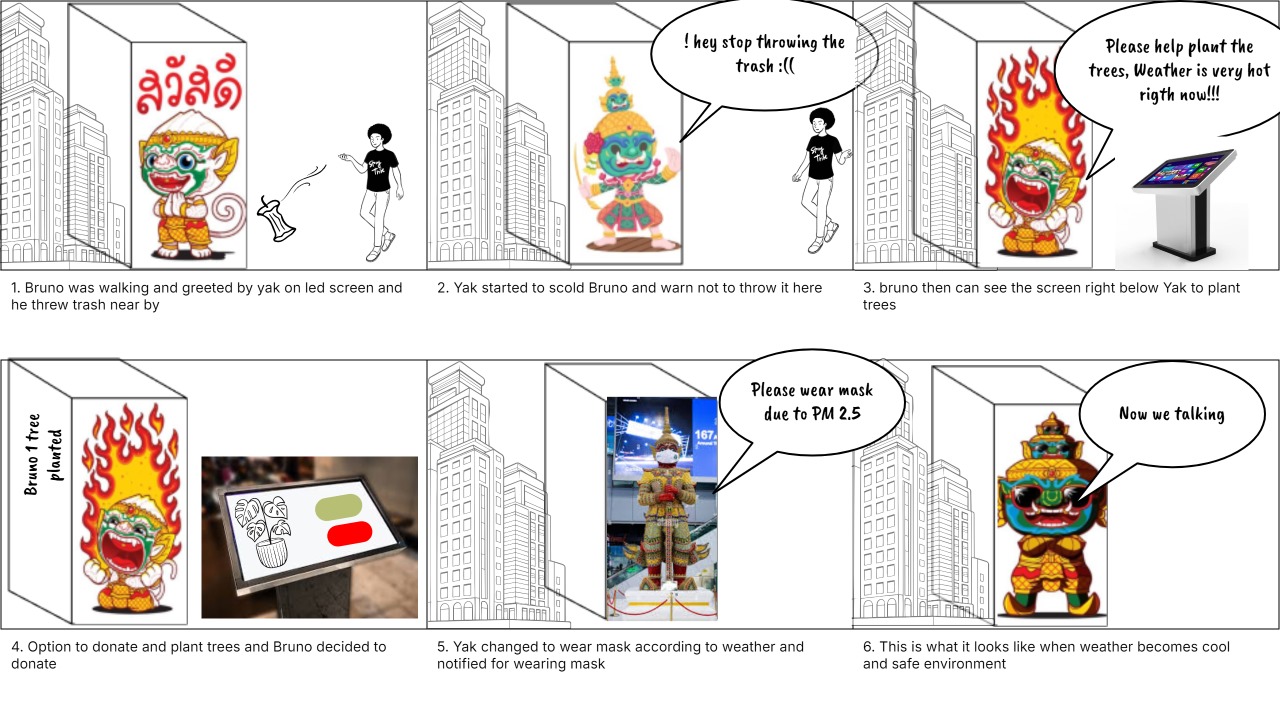 สวัสดี
Stay
True
1. Bruno was walking and greeted by yak on led screen and
he threw trash near by
! hey stop throwing the
trash :((
2. Yak started to scold Bruno and warn not to throw it here
Please help plant the
trees, Weather is very hot
rigth now!!!
3. bruno then can see the screen right below Yak to plant
trees
Bruno 1 tree
planted
4. Option to donate and plant trees and Bruno decided to
donate
Please wear mask
due to PM 2.5
167,
5. Yak changed to wear mask according to weather and
notified for wearing mask
Now we talking
6. This is what it looks like when weather becomes cool
and safe environment